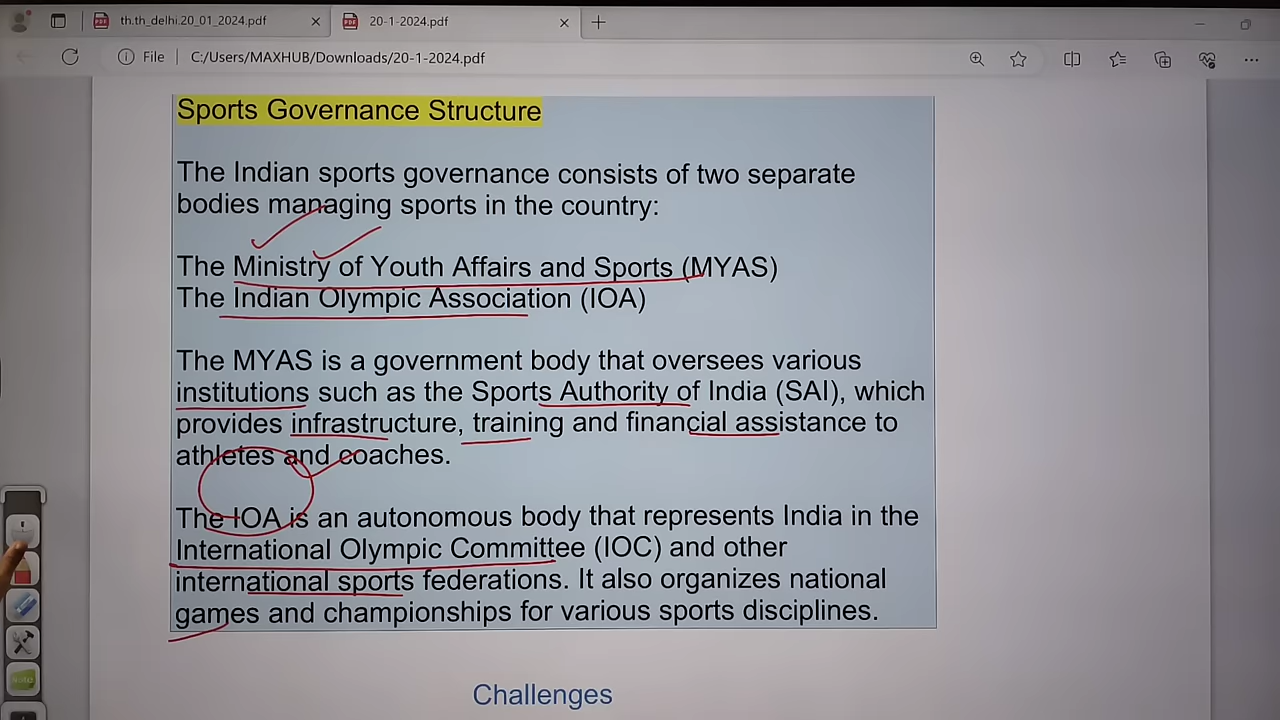 th.th_delhi.20_01_2024.pdf
20-1-2024.pdf
File
C:/Users/MAXHUB/Downloads/20-1-2024.pdf
Sports Governance Structure
The Indian sports governance consists of two separate
bodies managing sports in the country:
The Ministry of Youth Affairs and Sports (MYAS)
The Indian Olympic Association (IOA)
The MYAS is a government body that oversees various
institutions such as the Sports Authority of India (SAI), which
provides infrastructure, training and financial assistance to
athletes and coaches.
The IOA is an autonomous body that represents India in the
International Olympic Committee (IOC) and other
international sports federations. It also organizes national
games and championships for various sports disciplines.
Challenges